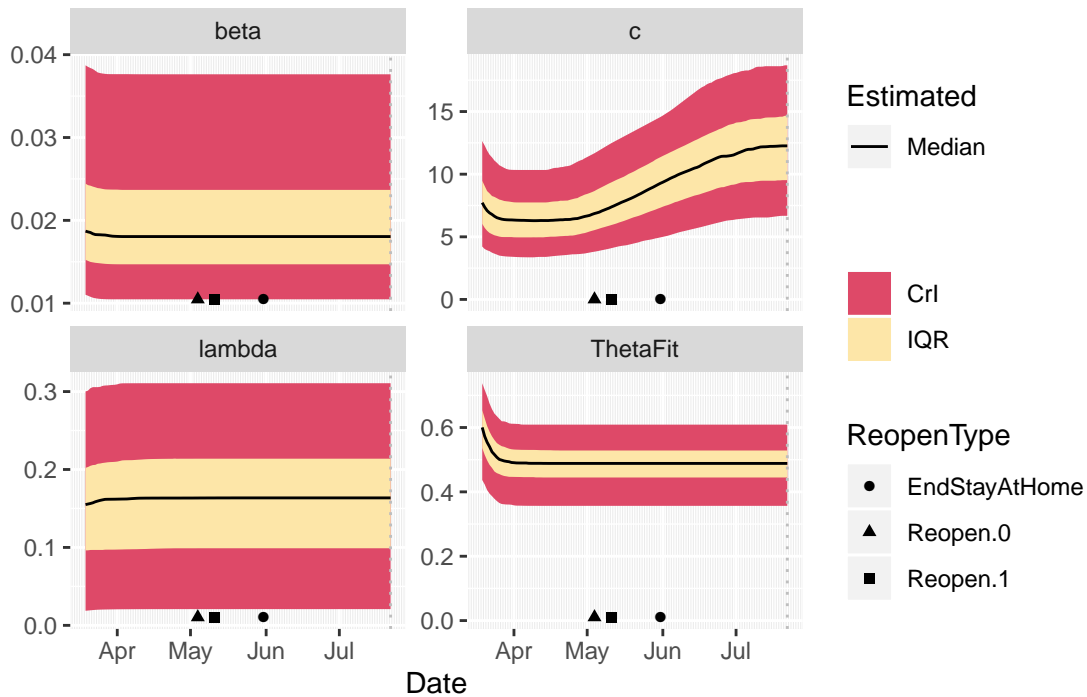 beta
c
0.04
0.03
0.02
0.01
15
10
5
0
lambda
ThetaFit
0.3
0.2
0.1
0.0
0.6
0.4
0.2
0.0
Apr May Jun Jul
Apr May Jun Jul
Date
Estimated
Median
CrI
IQR
ReopenType
EndStayAtHome
Reopen.0
Reopen.1